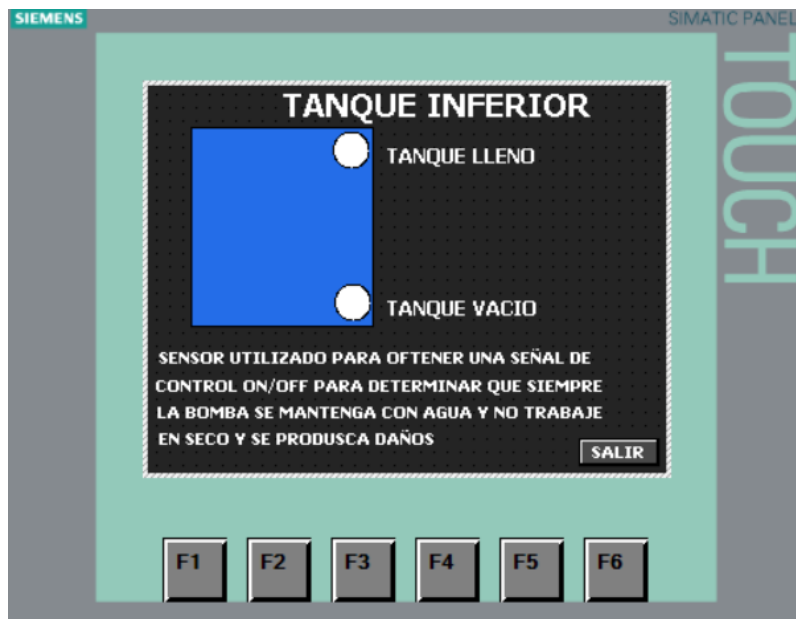 SIEMENS
SIMATIC PANEL
TOUCH
TANQUE INFERIOR
TANQUE LLENO
TANQUE VACIO
SENSOR UTILIZADO PARA OFTENER UNA SEÑAL DE
CONTROL ON/OFF PARA DETERMINAR QUE SIEMPRE
LA BOMBA SE MANTENGA CON AGUA Y NO TRABAJE
EN SECO Y SE PRODUSCA DAÑOS
SALIR
F1 F2 F3 F4 F5 F6